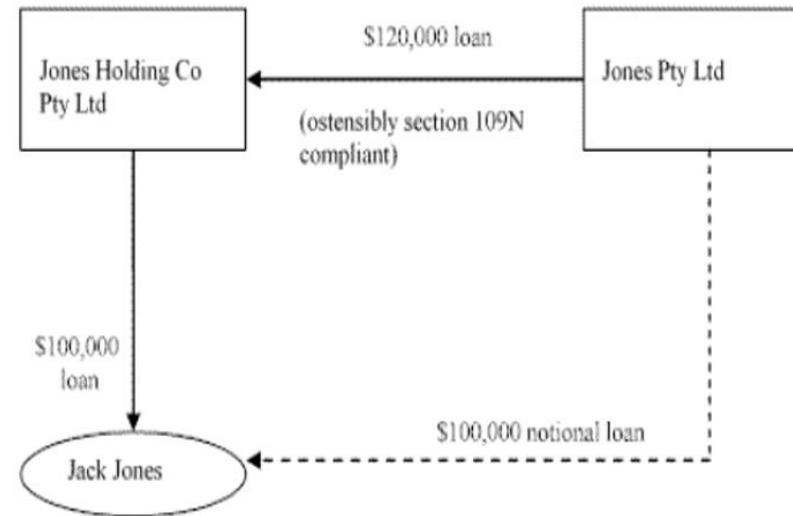 $120,000 loan
Jones Holding Co
Pty Ltd
Jones Pty Ltd
(ostensibly section 109N
compliant)
$100,000
loan
$100,000 notional loan
Jack Jones